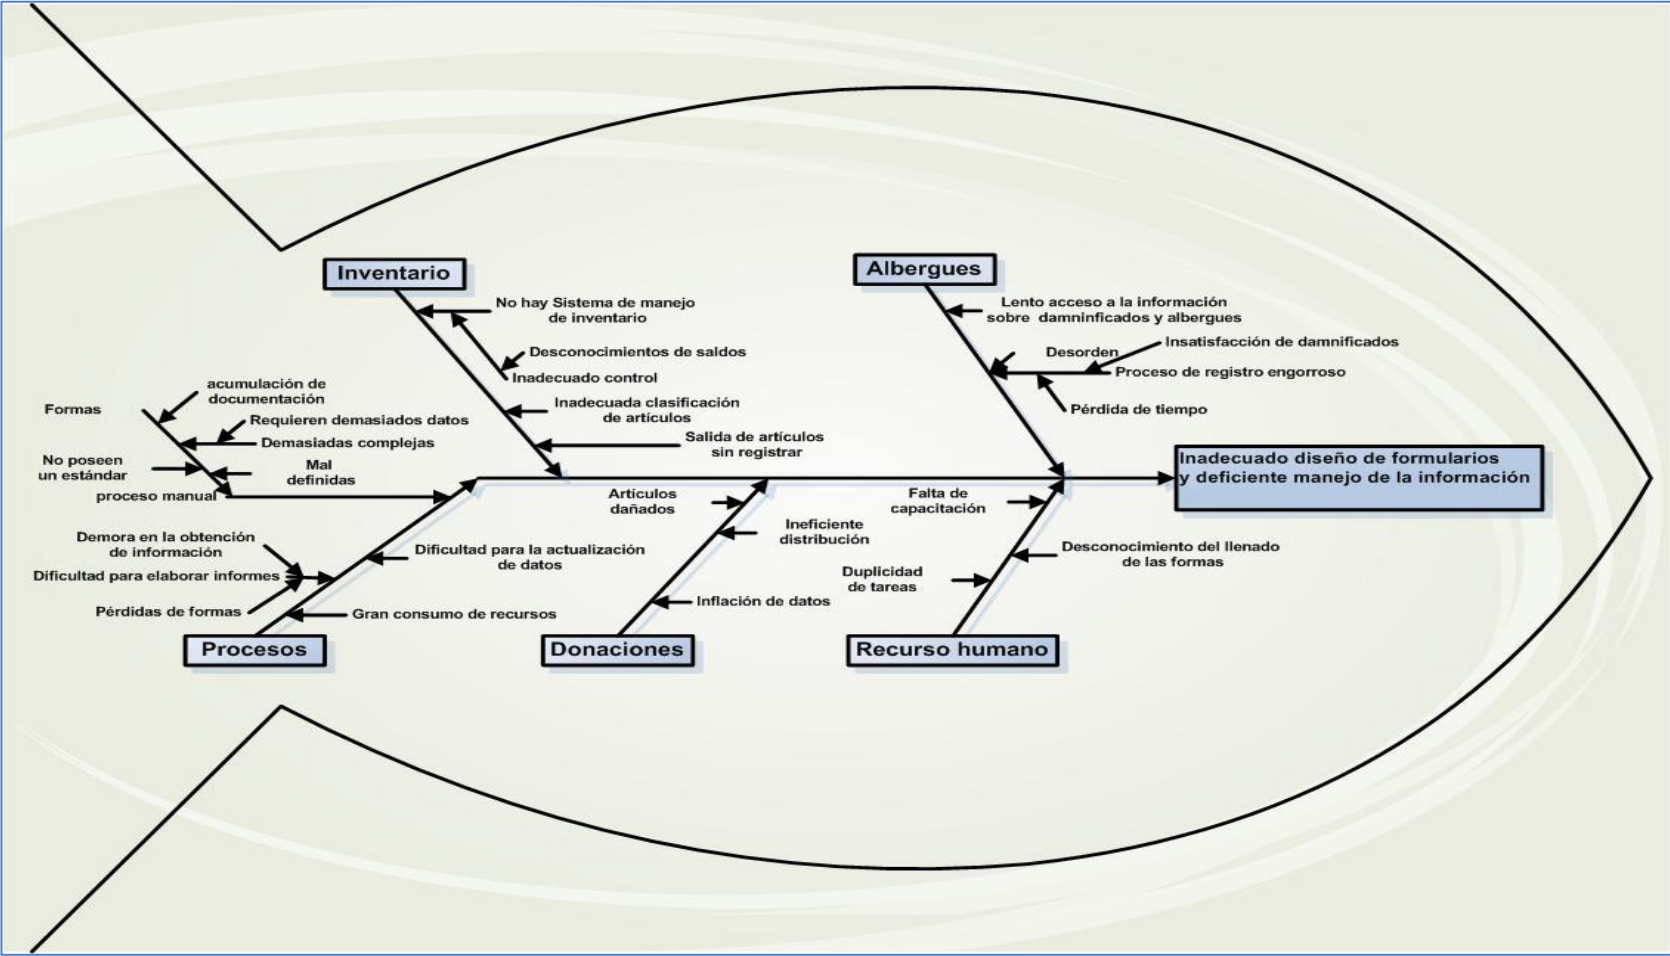 Inventario
Albergues
No hay Sistema de manejo
de inventario
Desconocimientos de saldos
Inadecuado control
Inadecuada clasificación
de artículos
Salida de artículos
sin registrar
Lento acceso a la información
sobre damninficados y albergues
Desorden
Insatisfacción de damnificados
Proceso de registro engorroso
Pérdida de tiempo
Formas
acumulación de
documentación
Requieren demasiados datos
Demasiadas complejas
No poseen
un estándar
Mal
definidas
proceso manual
Inadecuado diseño de formularios
y deficiente manejo de la información
Demora en la obtención
de información
Dificultad para elaborar informes
Pérdidas de formas
Dificultad para la actualización
de datos
Gran consumo de recursos
Artículos
dañados
Ineficiente
distribución
Inflación de datos
Falta de
capacitación
Desconocimiento del llenado
de las formas
Duplicidad
de tareas
Procesos
Donaciones
Recurso humano